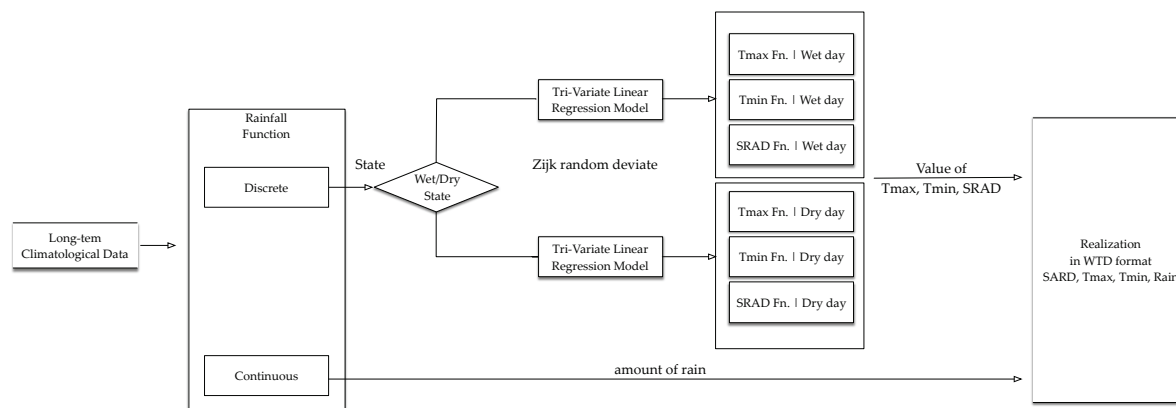 Long-tem
Climatological Data
Rainfall
Function
Discrete
Continuous
State
Wet/Dry
State
Tri-Variate Linear
Regression Model
Zijk random deviate
Tri-Variate Linear
Regression Model
Tmax Fn. | Wet day
Tmin Fn. | Wet day
SRAD Fn. | Wet day
Tmax Fn. | Dry day
Tmin Fn. | Dry day
SRAD Fn. | Dry day
Value of
Tmax, Tmin, SRAD
amount of rain
Realization
in WTD format
SARD, Tmax, Tmin, Rain